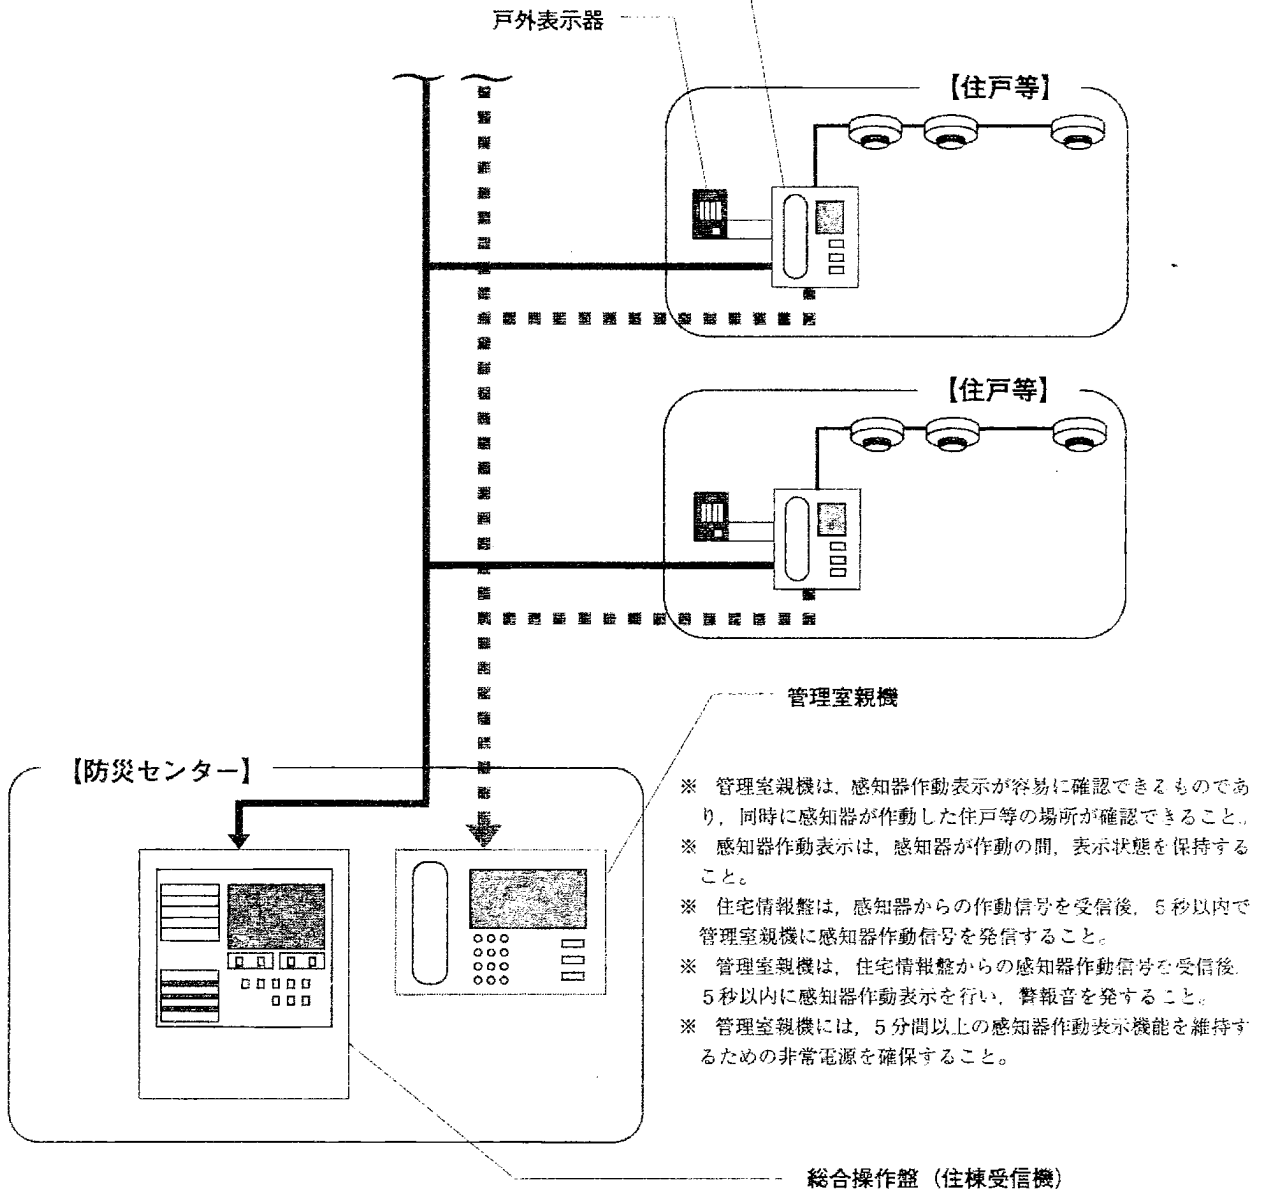 戸外表示器
【住戸等】
【住戸等】
管理室親機
【防災センター】
※ 管理室親機は，感知器作動表示が容易に確認できるものであ
り，同時に感知器が作動した住戸等の場所が確認できること。
※ 感知器作動表示は，感知器が作動の間，表示状態を保持する
こと。
※ 住宅情報盤は，感知器からの作動信号を受信後，5秒以内で
管理室親機に感知器作動信号を発信すること。
※ 管理室親機は，住宅情報盤からの感知器作動信号を受信後，
5秒以内に感知器作動表示を行い，警報音を発すること。
※ 管理室親機には，5分間以上の感知器作動表示機能を維持す
るための非常電源を確保すること。
総合操作盤（住棟受信機）